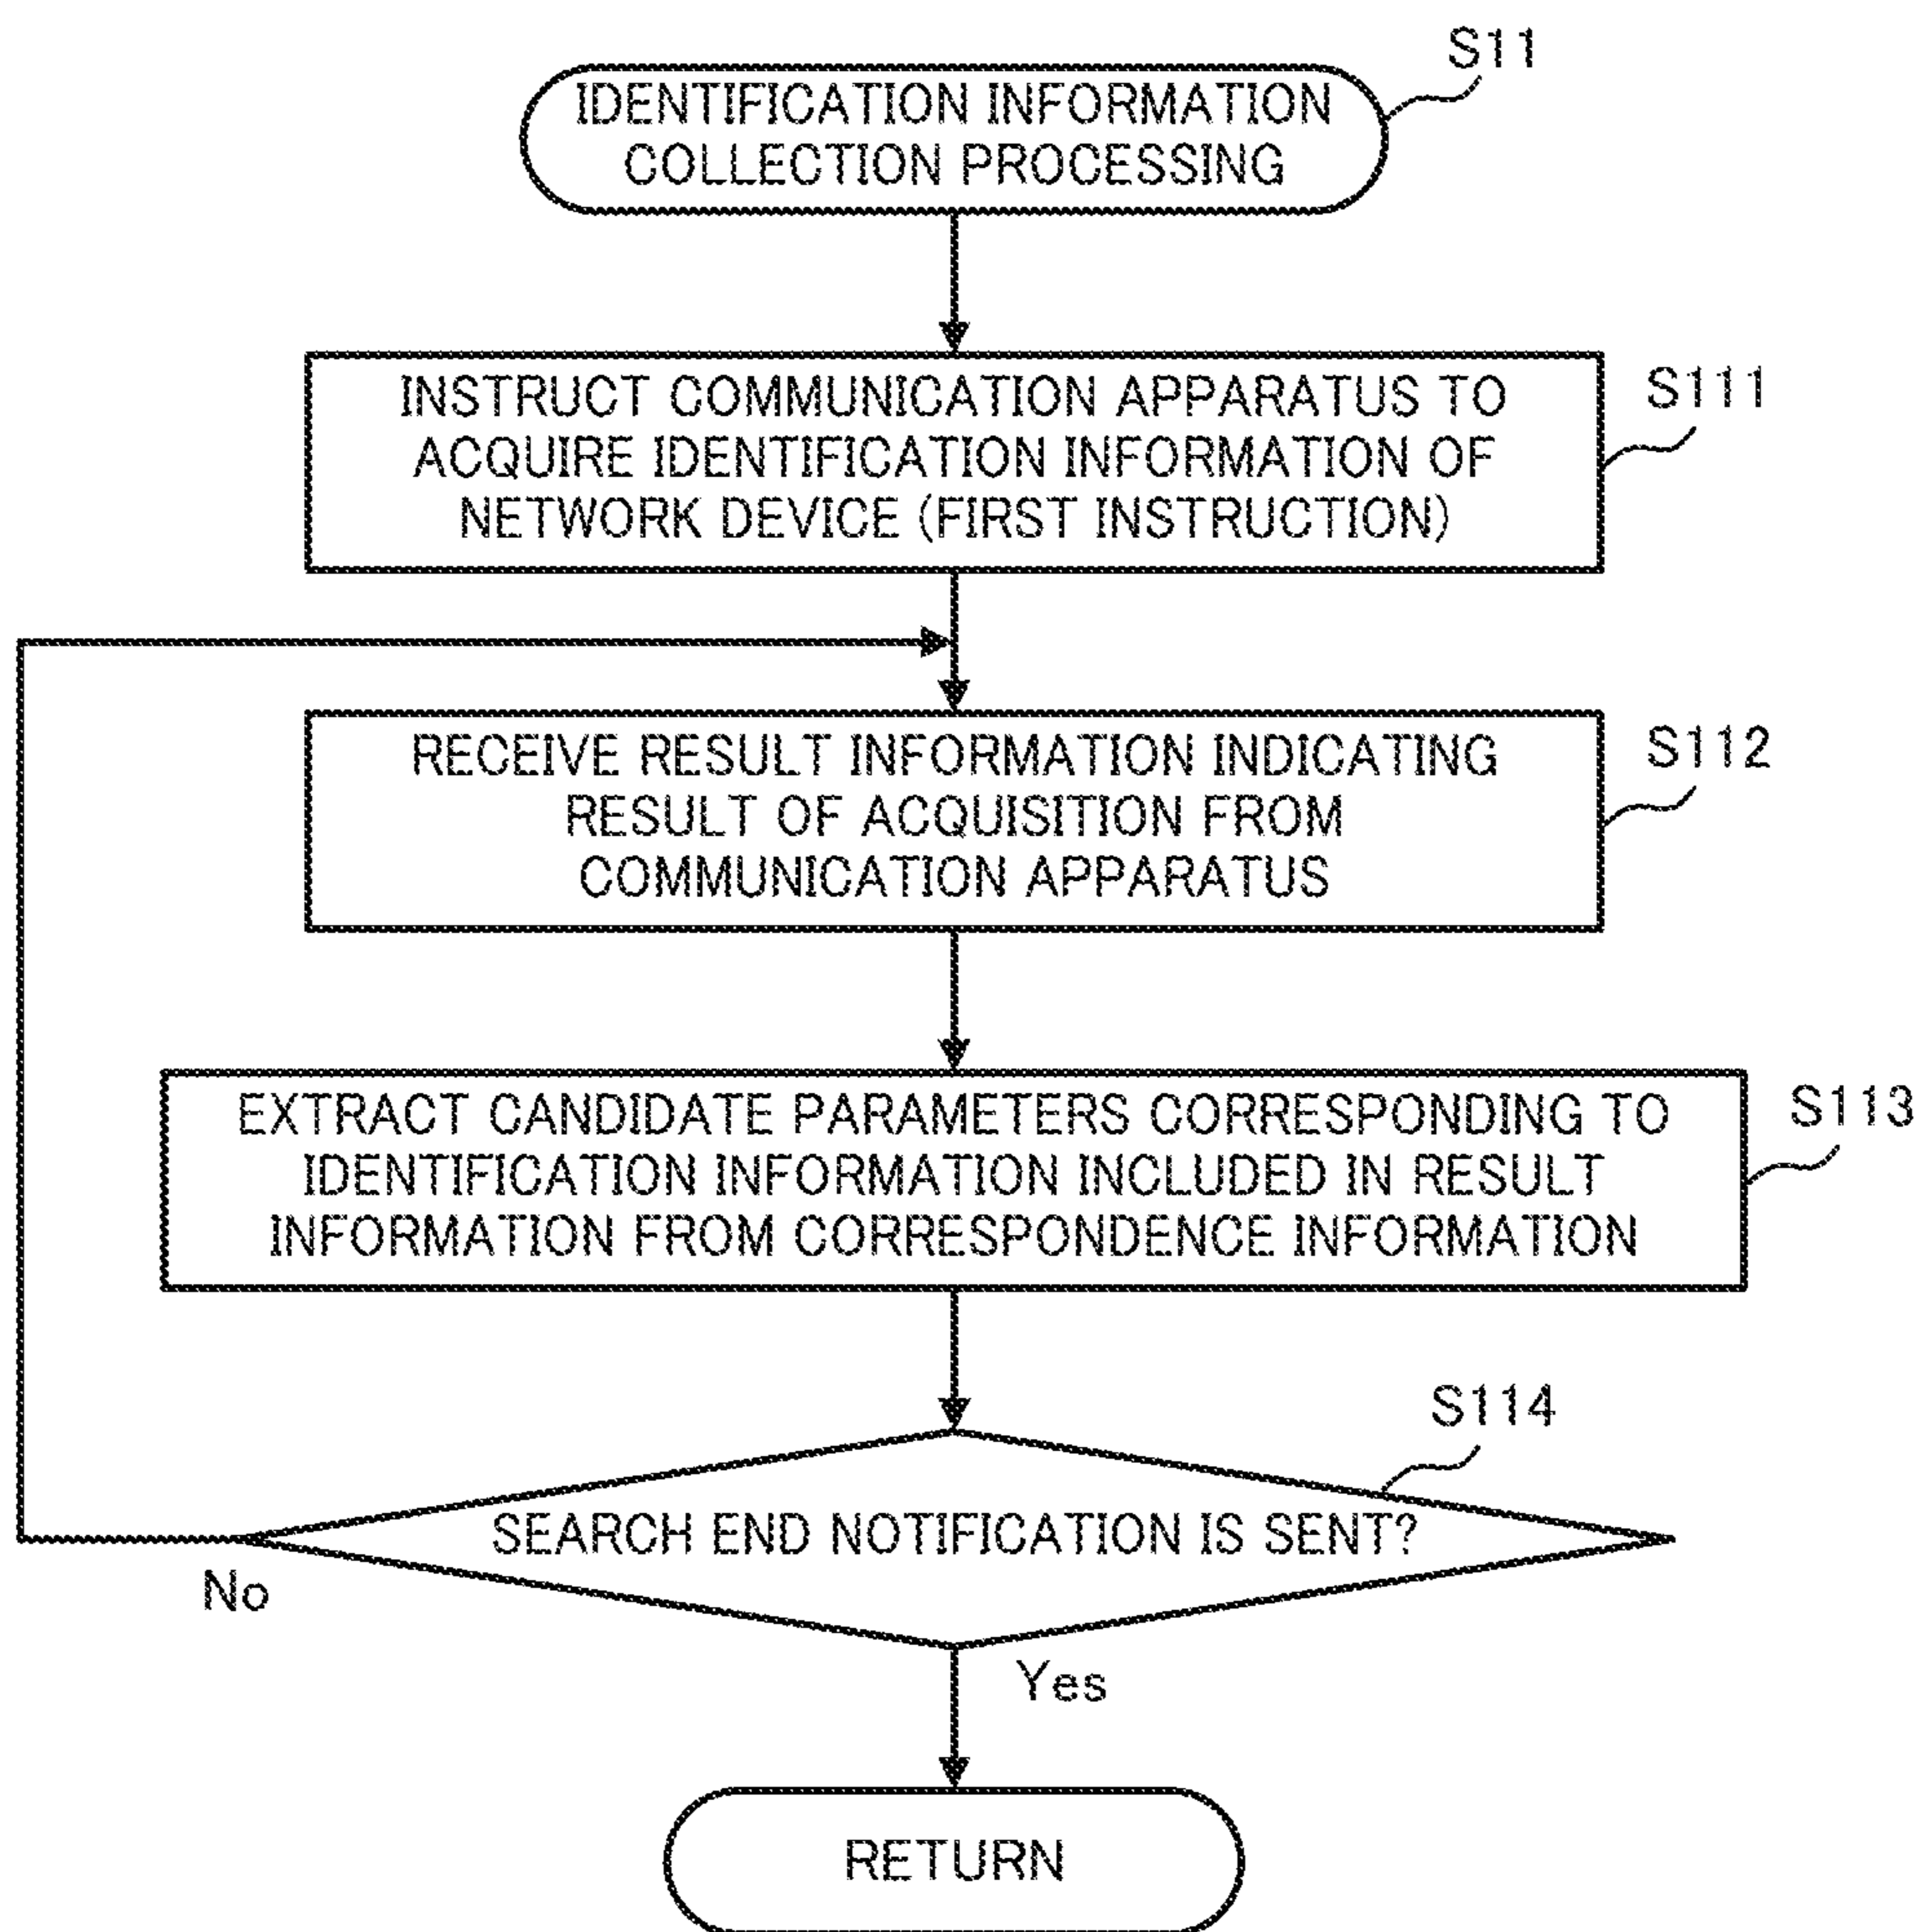 S11
IDENTIFICATION INFORMATION
COLLECTION PROCESSING
S111
INSTRUCT COMMUNICATION APPARATUS TO
ACQUIRE IDENTIFICATION INFORMATION OF
NETWORK DEVICE (FIRST INSTRUCTION)
S112
RECEIVE RESULT INFORMATION INDICATING
RESULT OF ACQUISITION FROM
COMMUNICATION APPARATUS
S113
EXTRACT CANDIDATE PARAMETERS CORRESPONDING TO
IDENTIFICATION INFORMATION INCLUDED IN RESULT
INFORMATION FROM CORRESPONDENCE INFORMATION
S114
SEARCH END NOTIFICATION IS SENT?
No
Yes
RETURN